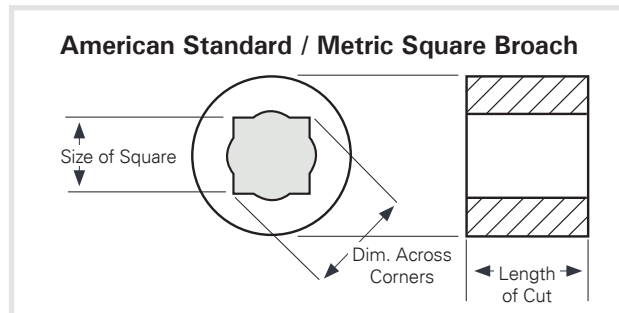 American Standard / Metric Square Broach
Size of Square
Dim. Across
Corners
Length
of Cut